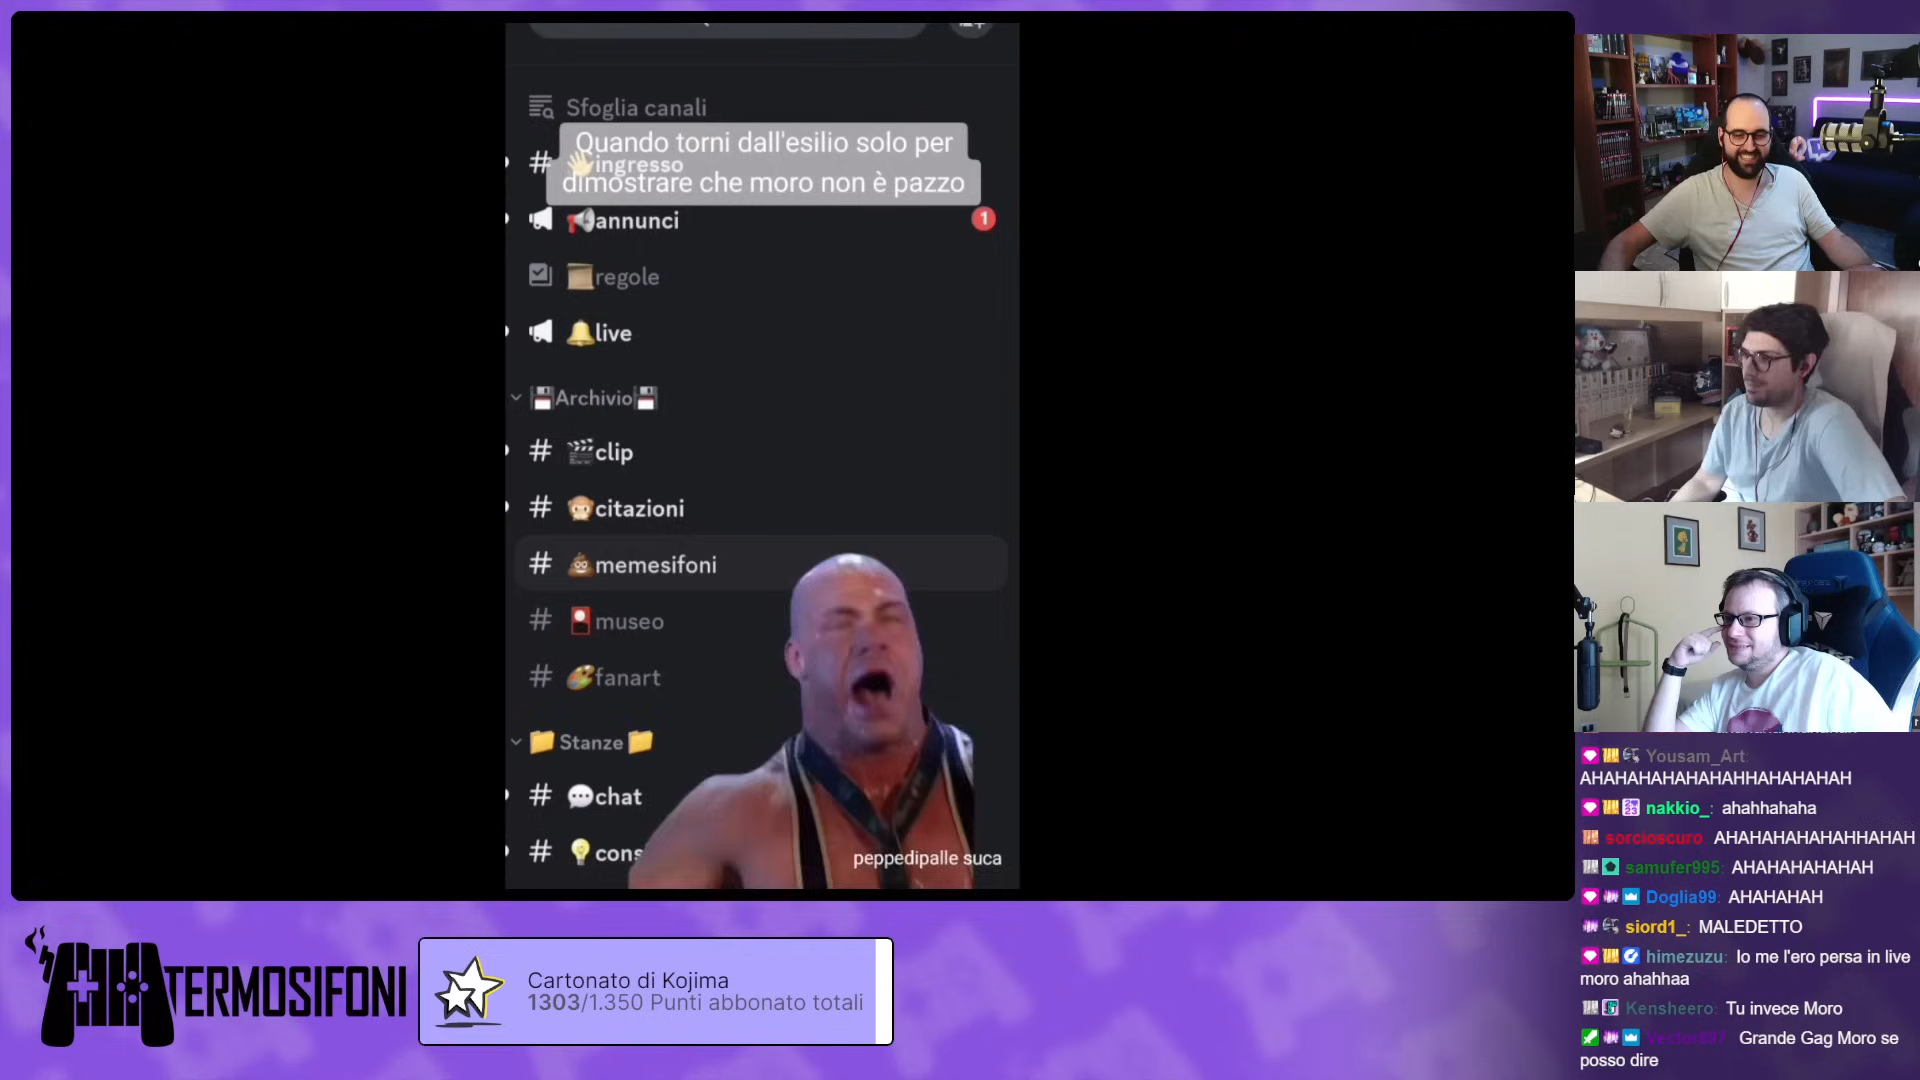 Sfoglia canali
Quando torni dall'esilio solo per
dimostrare che moro non è pazzo
ingresso
annunci
1
regole
live
Archivio
clip
citazioni
memesifoni
museo
fanart
Stanze
chat
cons
peppedipalle suca
TERMOSIFONI
Cartonato di Kojima
1303/1.350 Punti abbonato totali
Yousam_Art:
AHAHAHAHAHAHAHHAHAHAHAH
nakkio_: ahahhahaha
sorcioscuro: AHAHAHAHAHAHHAHAH
samufer995: AHAHAHAHAHAH
Doglia99: AHAHAHAH
siord1_: MALEDETTO
himezuzu: Io me l'ero persa in live
moro ahahhaa
Kensheero: Tu invece Moro
Vector897: Grande Gag Moro se
posso dire